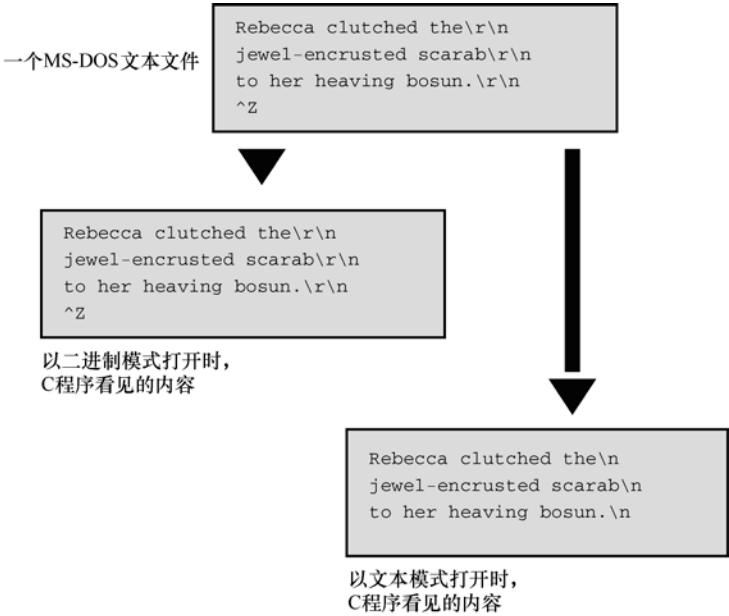 一个MS-DOS文本文件
Rebecca clutched the\r\n
jewel-encrusted scarab\r\n
to her heaving bosun.\r\n
^Z
Rebecca clutched the\r\n
jewel-encrusted scarab\r\n
to her heaving bosun.\r\n
^Z
以二进制模式打开时，
C程序看见的内容
Rebecca clutched the\n
jewel-encrusted scarab\n
to her heaving bosun.\n
以文本模式打开时，
C程序看见的内容